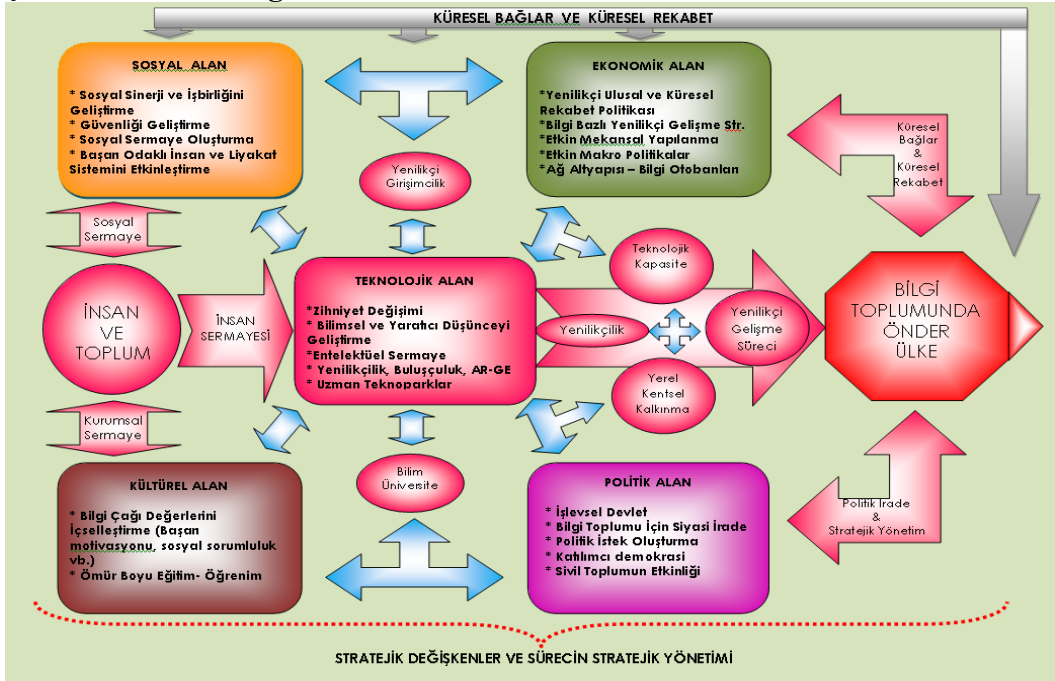 KÜRESEL BAĞLAR VE KÜRESEL REKABET
SOSYAL ALAN
* Sosyal Sinerji ve İşbirliğini
Geliştirme
* Güvenliği Geliştirme
* Sosyal Sermaye Oluşturma
* Başarı Odaklı İnsan ve Liyakat
Sistemini Etkinleştirme
EKONOMİK ALAN
*Yenilikçi Ulusal ve Küresel
Rekabet Politikası
*Bilgi Bazlı Yenilikçi Gelişme Str.
*Etkin Mekansal Yapılanma
*Etkin Makro Politikalar
*Ağ Altyapısı – Bilgi Otobanları
Yenilikçi
Girişimcilik
Küresel
Bağlar
&
Küresel
Rekabet
Sosyal
Sermaye
İNSAN
VE
TOPLUM
İNSAN
SERMAYESİ
TEKNOLOJİK ALAN
*Zihniyet Değişimi
* Bilimsel ve Yaratıcı Düşünceyi
Geliştirme
*Entelektüel Sermaye
* Yenilikçilik, Buluşçuluk, AR-GE
* Uzman Teknoparklar
Teknolojik
Kapasite
Yenilikçilik
Yenilikçi
Gelişme
Süreci
Yerel
Kentsel
Kalkınma
BİLGİ
TOPLUMUNDA
ÖNDER
ÜLKE
Kurumsal
Sermaye
Bilim
Üniversite
KÜLTÜREL ALAN
* Bilgi Çağı Değerlerini
İçselleştirme (Başarı
motivasyonu, sosyal sorumluluk
vb.)
* Ömür Boyu Eğitim- Öğrenim
POLİTİK ALAN
* İşlevsel Devlet
* Bilgi Toplumu İçin Siyasi İrade
* Politik İstek Oluşturma
* Katılımcı demokrasi
* Sivil Toplumun Etkinliği
Politik İrade
&
Stratejik Yönetim
STRATEJİK DEĞİŞKENLER VE SÜRECİN STRATEJİK YÖNETİMİ